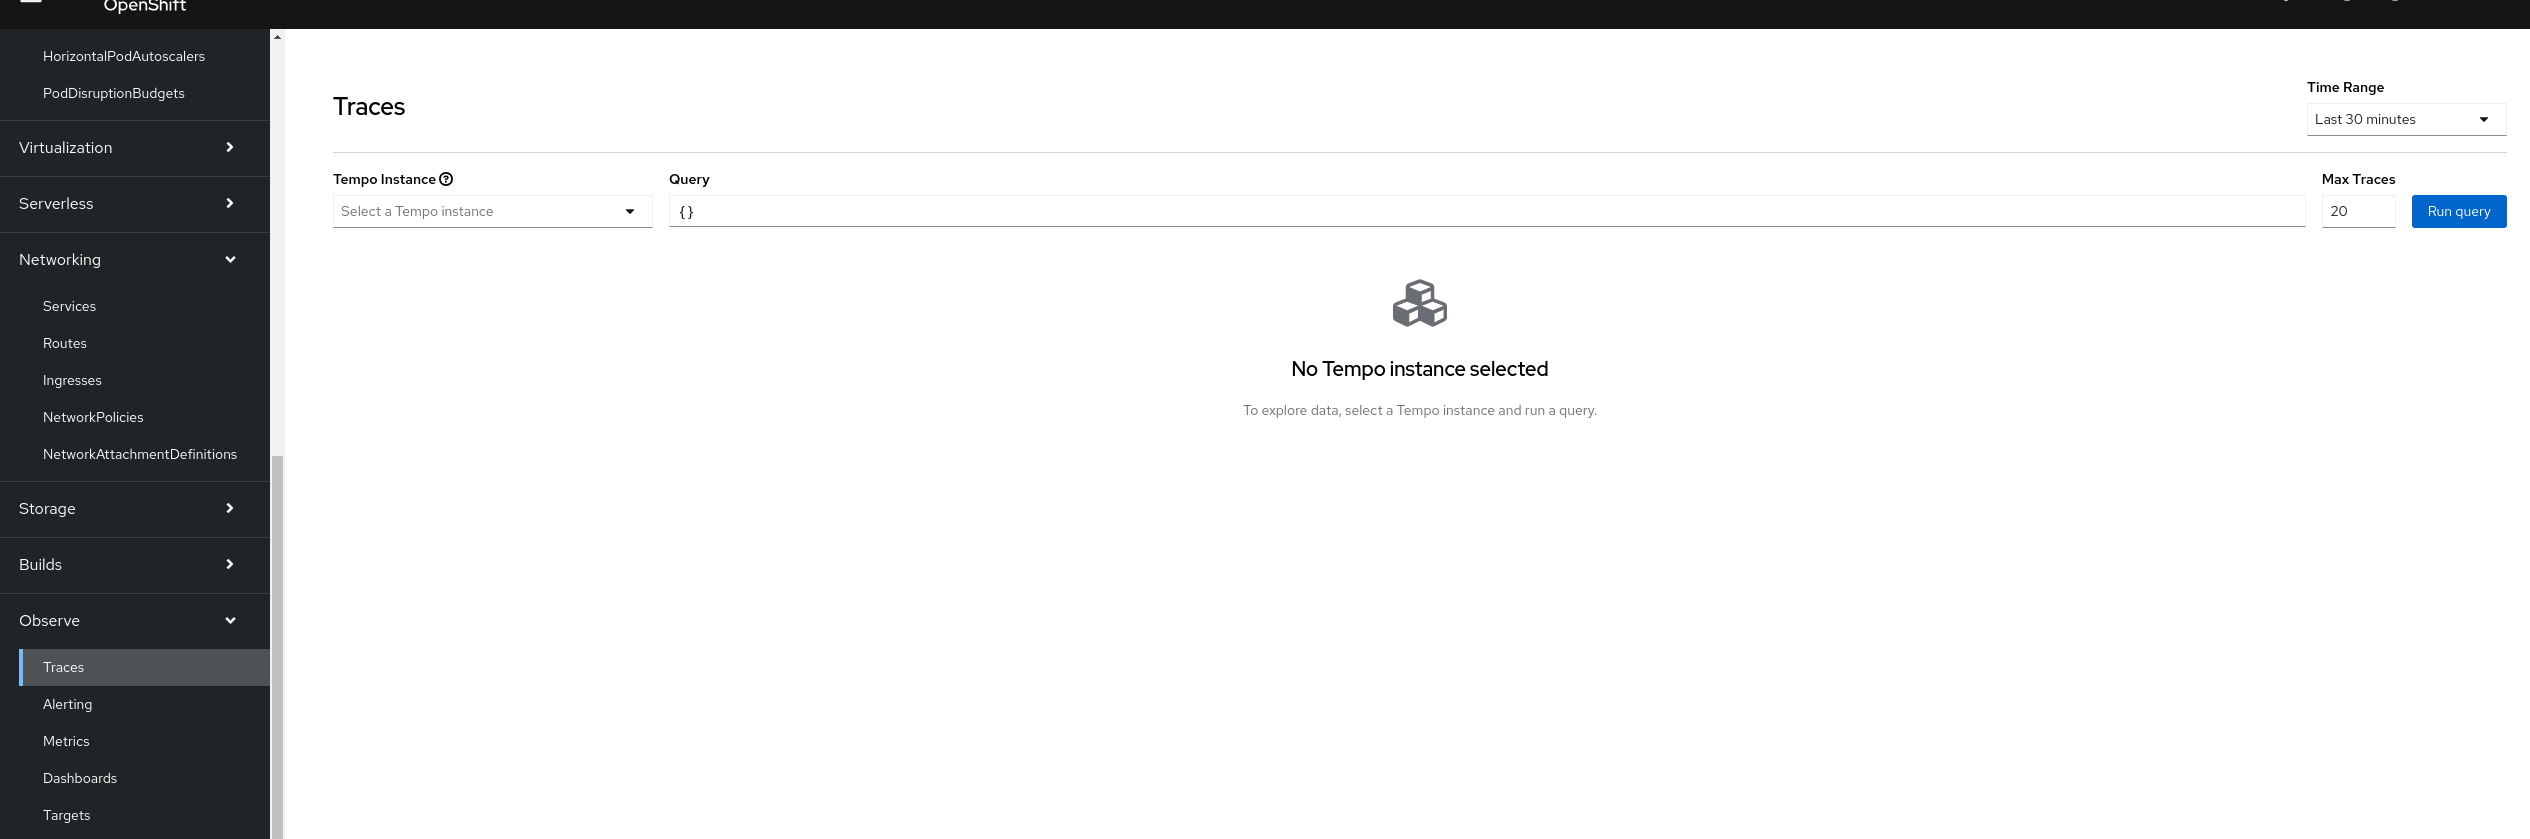 OpenShift
HorizontalPodAutoscalers
PodDisruptionBudgets
Virtualization
Serverless
Networking
Services
Routes
Ingresses
NetworkPolicies
NetworkAttachmentDefinitions
Storage
Builds
Observe
Traces
Alerting
Metrics
Dashboards
Targets
Traces
Time Range
Last 30 minutes
Tempo Instance
Select a Tempo instance
Query
{}
Max Traces
20
Run query
No Tempo instance selected
To explore data, select a Tempo instance and run a query.